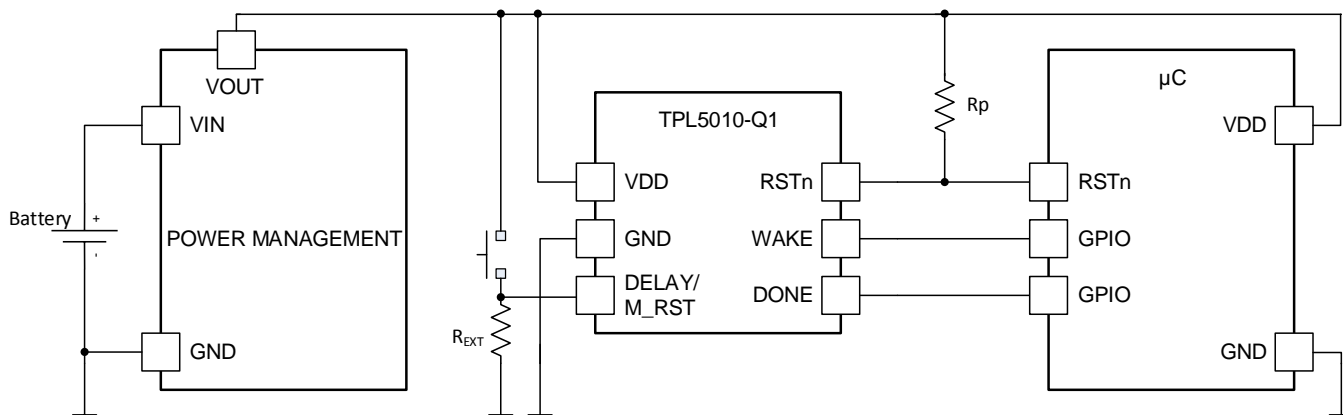 VOUT
VIN
Battery
+
-
POWER MANAGEMENT
GND
TPL5010-Q1
VDD
GND
DELAY/
M_RST
RSTn
WAKE
DONE
REXT
Rp
µC
VDD
RSTn
GPIO
GPIO
GND